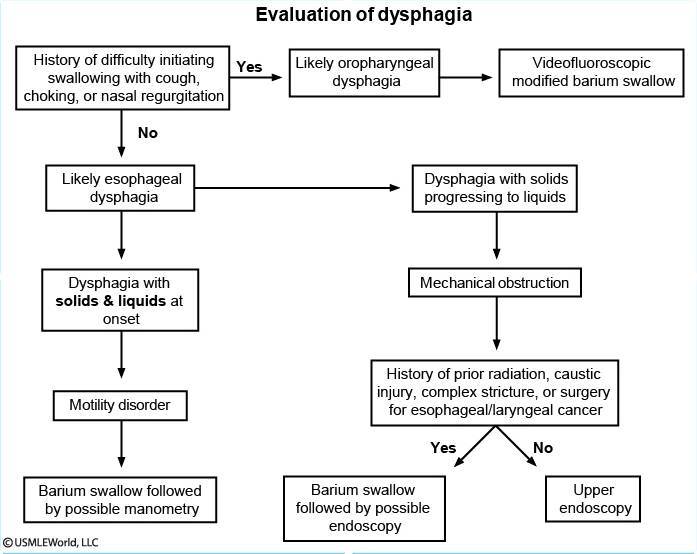 Evaluation of dysphagia
History of difficulty initiating
swallowing with cough,
choking, or nasal regurgitation
Yes
Likely oropharyngeal
dysphagia
Videofluoroscopic
modified barium swallow
No
Likely esophageal
dysphagia
Dysphagia with solids
progressing to liquids
Dysphagia with
solids & liquids at
onset
Mechanical obstruction
Motility disorder
History of prior radiation, caustic
injury, complex stricture, or surgery
for esophageal/laryngeal cancer
Yes
No
Barium swallow followed
by possible manometry
Barium swallow
followed by possible
endoscopy
Upper
endoscopy
© USMLEWorld, LLC